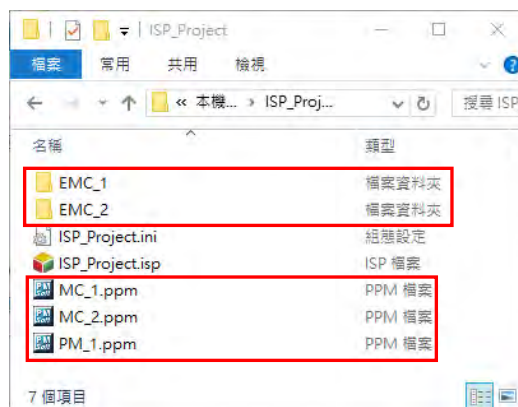 ISP_Project
檔案 常用 共用 檢視
« 本機... › ISP_Proj... 搜尋 ISP
名稱 類型
EMC_1 檔案資料夾
EMC_2 檔案資料夾
ISP_Project.ini 組態設定
ISP_Project.isp ISP 檔案
MC_1.ppm PPM 檔案
MC_2.ppm PPM 檔案
PM_1.ppm PPM 檔案
7 個項目